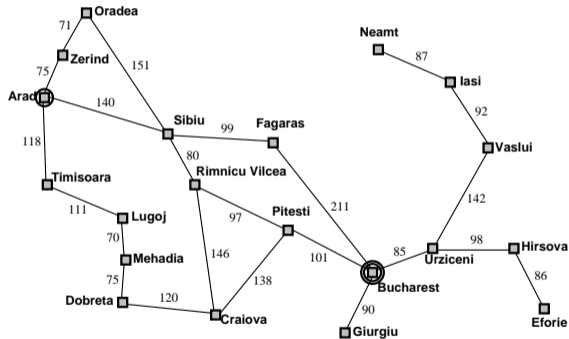 Oradea
71
Neamt
Zerind
87
75
151
Iasi
Arad
140
92
Sibiu
Fagaras
99
118
Vaslui
80
Timisoara
Rimnicu Vilcea
211
142
111
Lugoj
97
Pitesti
70
98
Hirsova
85
146
101
Urziceni
Mehadia
138
86
75
Bucharest
120
90
Dobreta
Craiova
Giurgiu
Eforie